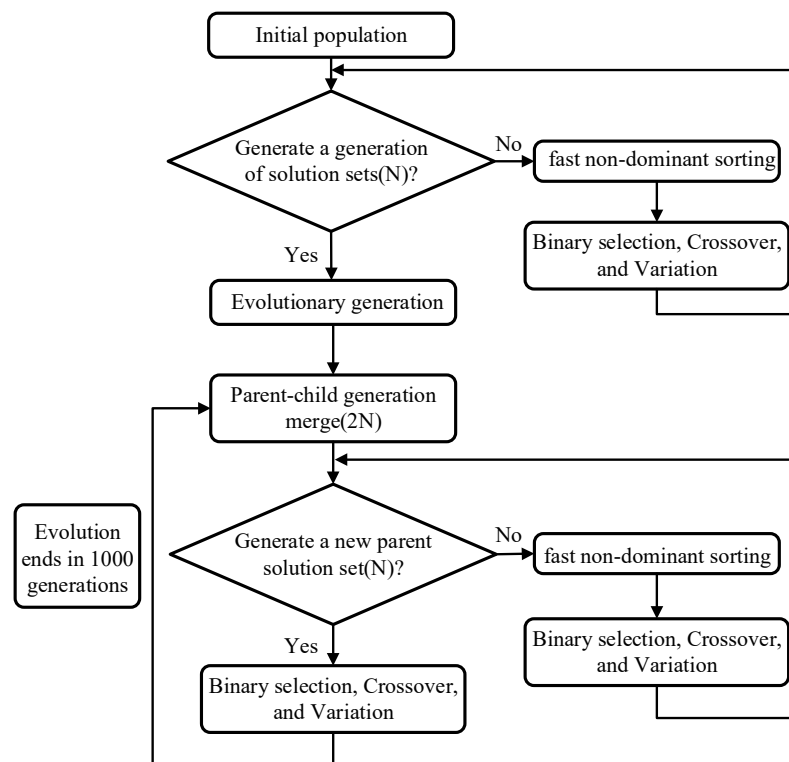 Initial population
Generate a generation
of solution sets(N)?
No
fast non-dominant sorting
Binary selection, Crossover,
and Variation
Yes
Evolutionary generation
Parent-child generation
merge(2N)
Evolution
ends in 1000
generations
Generate a new parent
solution set(N)?
No
fast non-dominant sorting
Binary selection, Crossover,
and Variation
Yes
Binary selection, Crossover,
and Variation